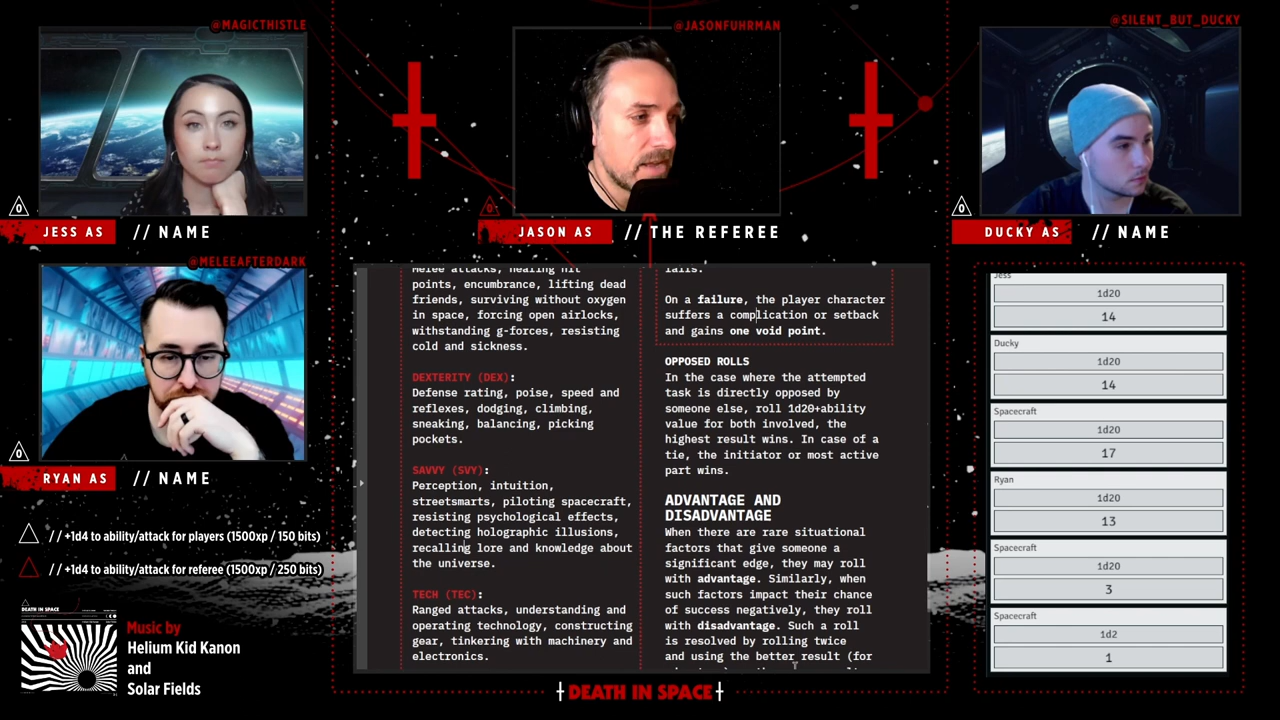 @MAGICTHISTLE
@JASONFUHRMAN
@SILENT_BUT_DUCKY
0
JESS AS // NAME
JASON AS // THE REFEREE
0
DUCKY AS // NAME
@MELEEAFTERDARK
0
RYAN AS // NAME
// +1d4 to ability/attack for players (1500xp / 150 bits)
// +1d4 to ability/attack for referee (1500xp / 250 bits)
DEATH IN SPACE
Music by
Helium Kid Kanon
and
Solar Fields
Melee attacks, healing hit
points, encumbrance, lifting dead
friends, surviving without oxygen
in space, forcing open airlocks,
withstanding g-forces, resisting
cold and sickness.
DEXTERITY (DEX):
Defense rating, poise, speed and
reflexes, dodging, climbing,
sneaking, balancing, picking
pockets.
SAVVY (SVY):
Perception, intuition,
streetsmarts, piloting spacecraft,
resisting psychological effects,
detecting holographic illusions,
recalling lore and knowledge about
the universe.
TECH (TEC):
Ranged attacks, understanding and
operating technology, constructing
gear, tinkering with machinery and
electronics.
fails.
On a failure, the player character
suffers a complication or setback
and gains one void point.
OPPOSED ROLLS
In the case where the attempted
task is directly opposed by
someone else, roll 1d20+ability
value for both involved, the
highest result wins. In case of a
tie, the initiator or most active
part wins.
ADVANTAGE AND
DISADVANTAGE
When there are rare situational
factors that give someone a
significant edge, they may roll
with advantage. Similarly, when
such factors impact their chance
of success negatively, they roll
with disadvantage. Such a roll
is resolved by rolling twice
and using the better result (for
Jess
1d20
14
Ducky
1d20
14
Spacecraft
1d20
17
Ryan
1d20
13
Spacecraft
1d20
3
Spacecraft
1d2
1
DEATH IN SPACE